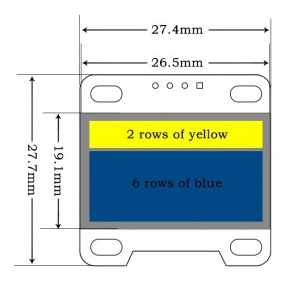 27.4mm
26.5mm
2 rows of yellow
19.1mm
27.7mm
6 rows of blue